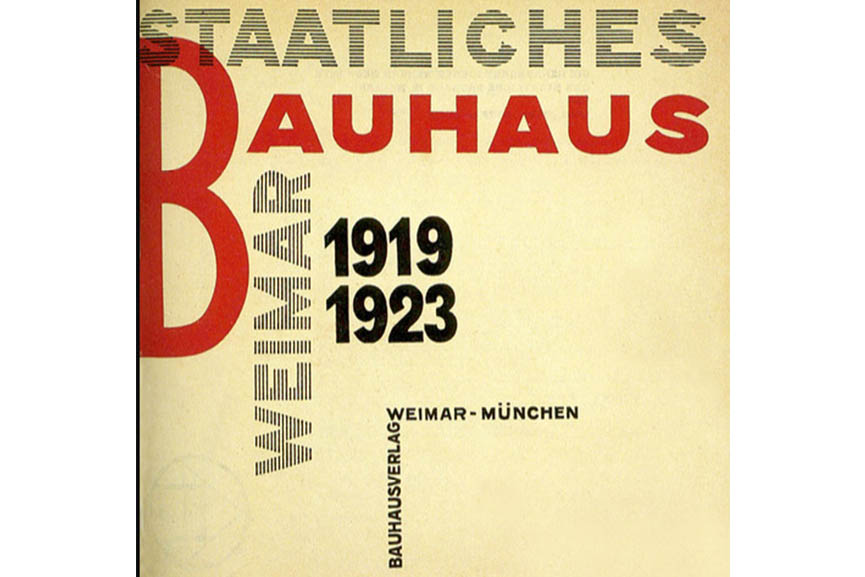 STAATLICHES
BAUHAUS
WEIMAR
1919
1923
WEIMAR-MÜNCHEN
BAUHAUSVERLAG